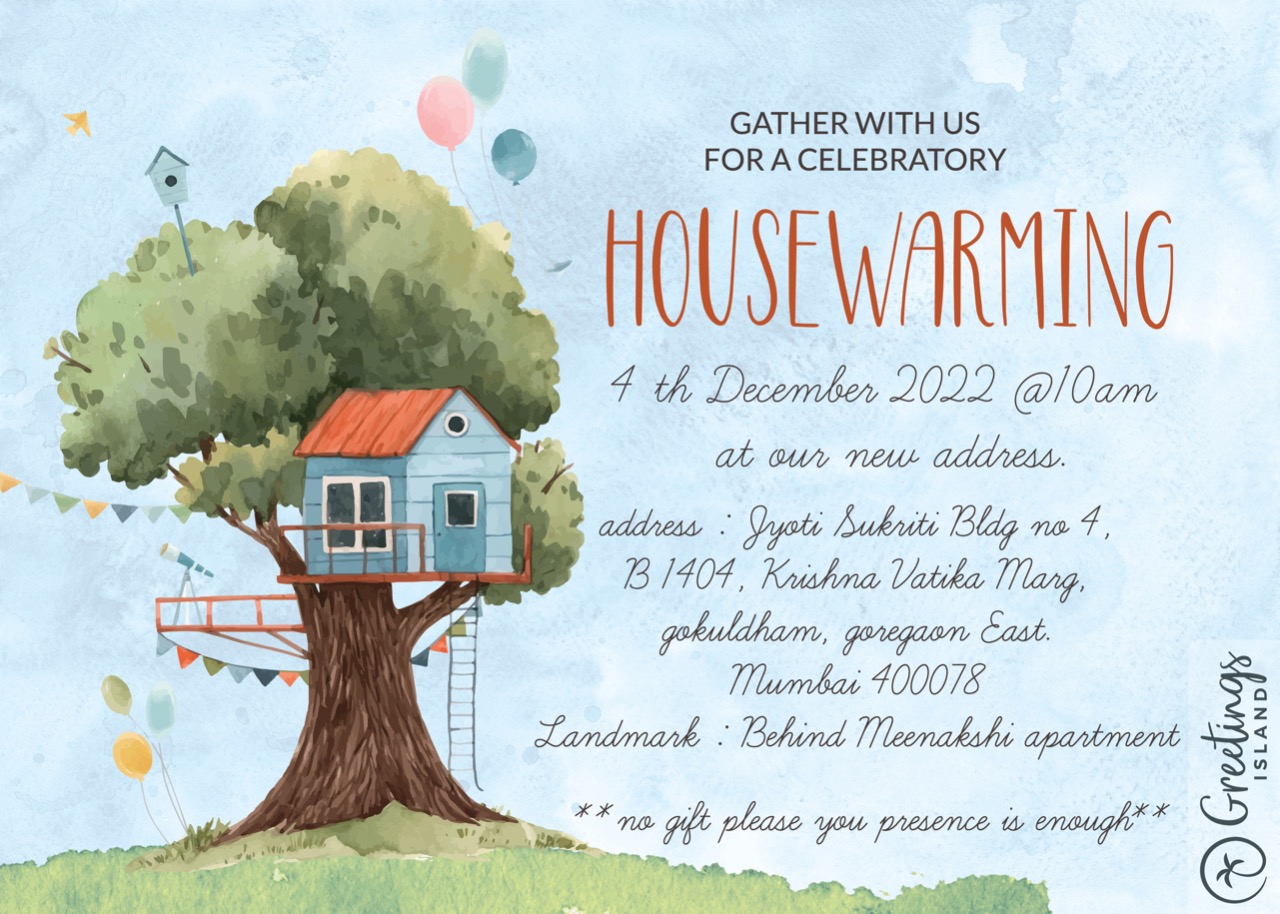 GATHER WITH US
FOR A CELEBRATORY
HOUSEWARMING
4 th December 2022 @10am
at our new address.
address : Jyoti Sukriti Bldg no 4,
B 1404, Krishna Vatika Marg,
gokuldham, goregaon East.
Mumbai 400078
Landmark : Behind Meenakshi apartment
**no gift please you presence is enough**
Greetings
ISLAND